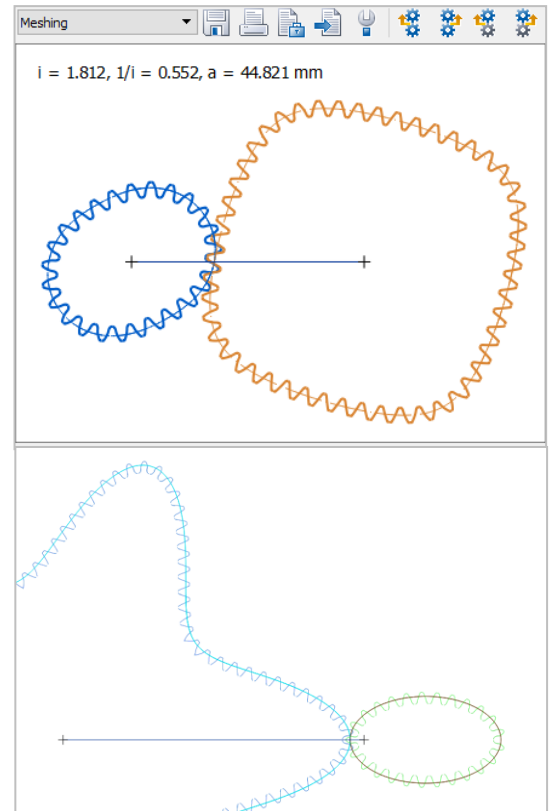 Meshing
i = 1.812, 1/i = 0.552, a = 44.821 mm